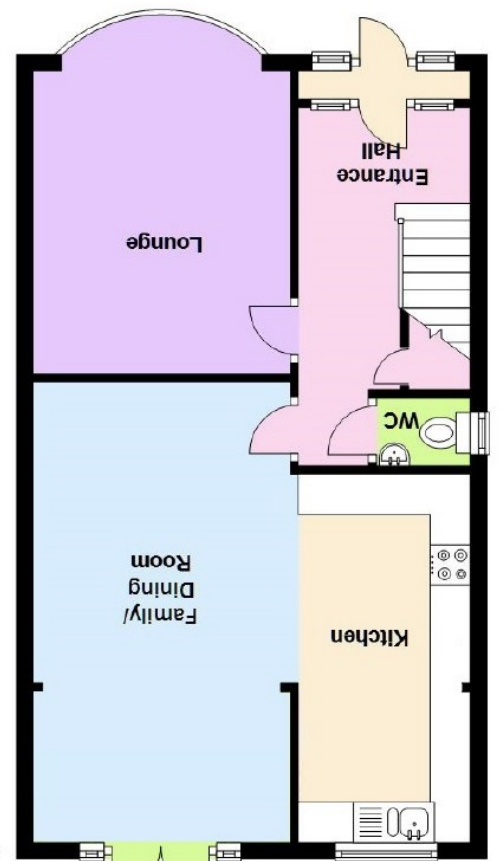 Kitchen
Family/
Dining
Room
WC
Lounge
Entrance
Hall